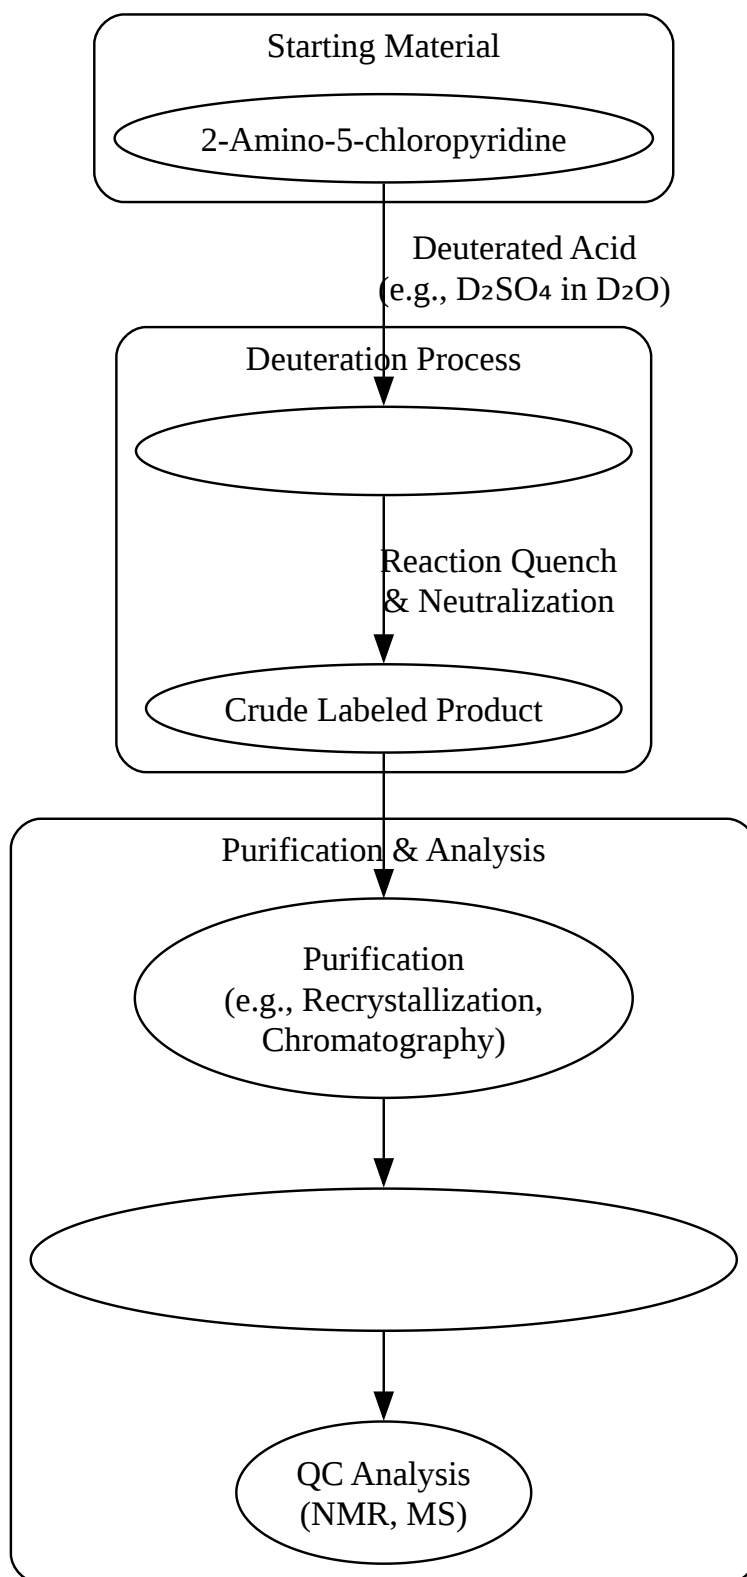 Starting Material
2-Amino-5-chloropyridine
Deuterated Acid
(e.g., D₂SO₄ in D₂O)
Deuteration Process
Reaction Quench
& Neutralization
Crude Labeled Product
Purification & Analysis
Purification
(e.g., Recrystallization,
Chromatography)
QC Analysis
(NMR, MS)